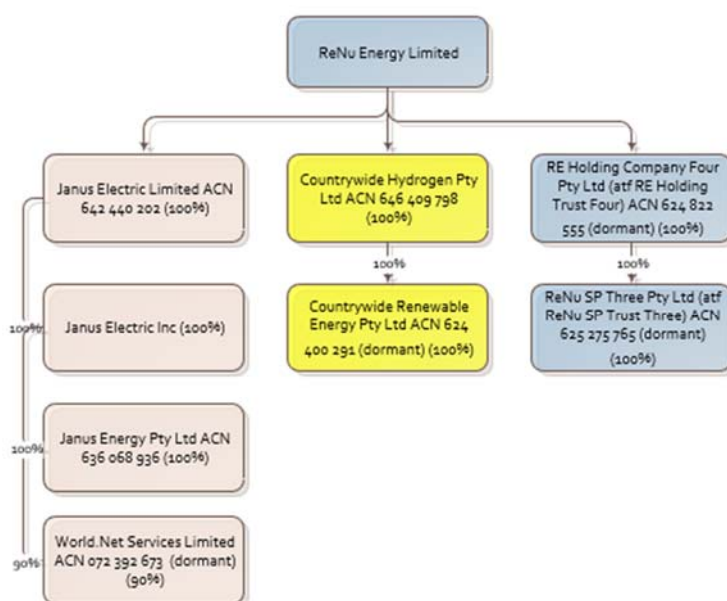 ReNu Energy Limited
Janus Electric Limited ACN
642 440 202 (100%)
Countrywide Hydrogen Pty
Ltd ACN 646 409 798
(100%)
RE Holding Company Four
Pty Ltd (atf RE Holding
Trust Four) ACN 624 822
555 (dormant) (100%)
100%
100%
100%
Janus Electric Inc (100%)
Countrywide Renewable
Energy Pty Ltd ACN 624
400 291 (dormant) (100%)
ReNu SP Three Pty Ltd (atf
ReNu SP Trust Three) ACN
625 275 765 (dormant)
(100%)
100%
Janus Energy Pty Ltd ACN
636 068 936 (100%)
90%
World.Net Services Limited
ACN 072 392 673 (dormant)
(90%)